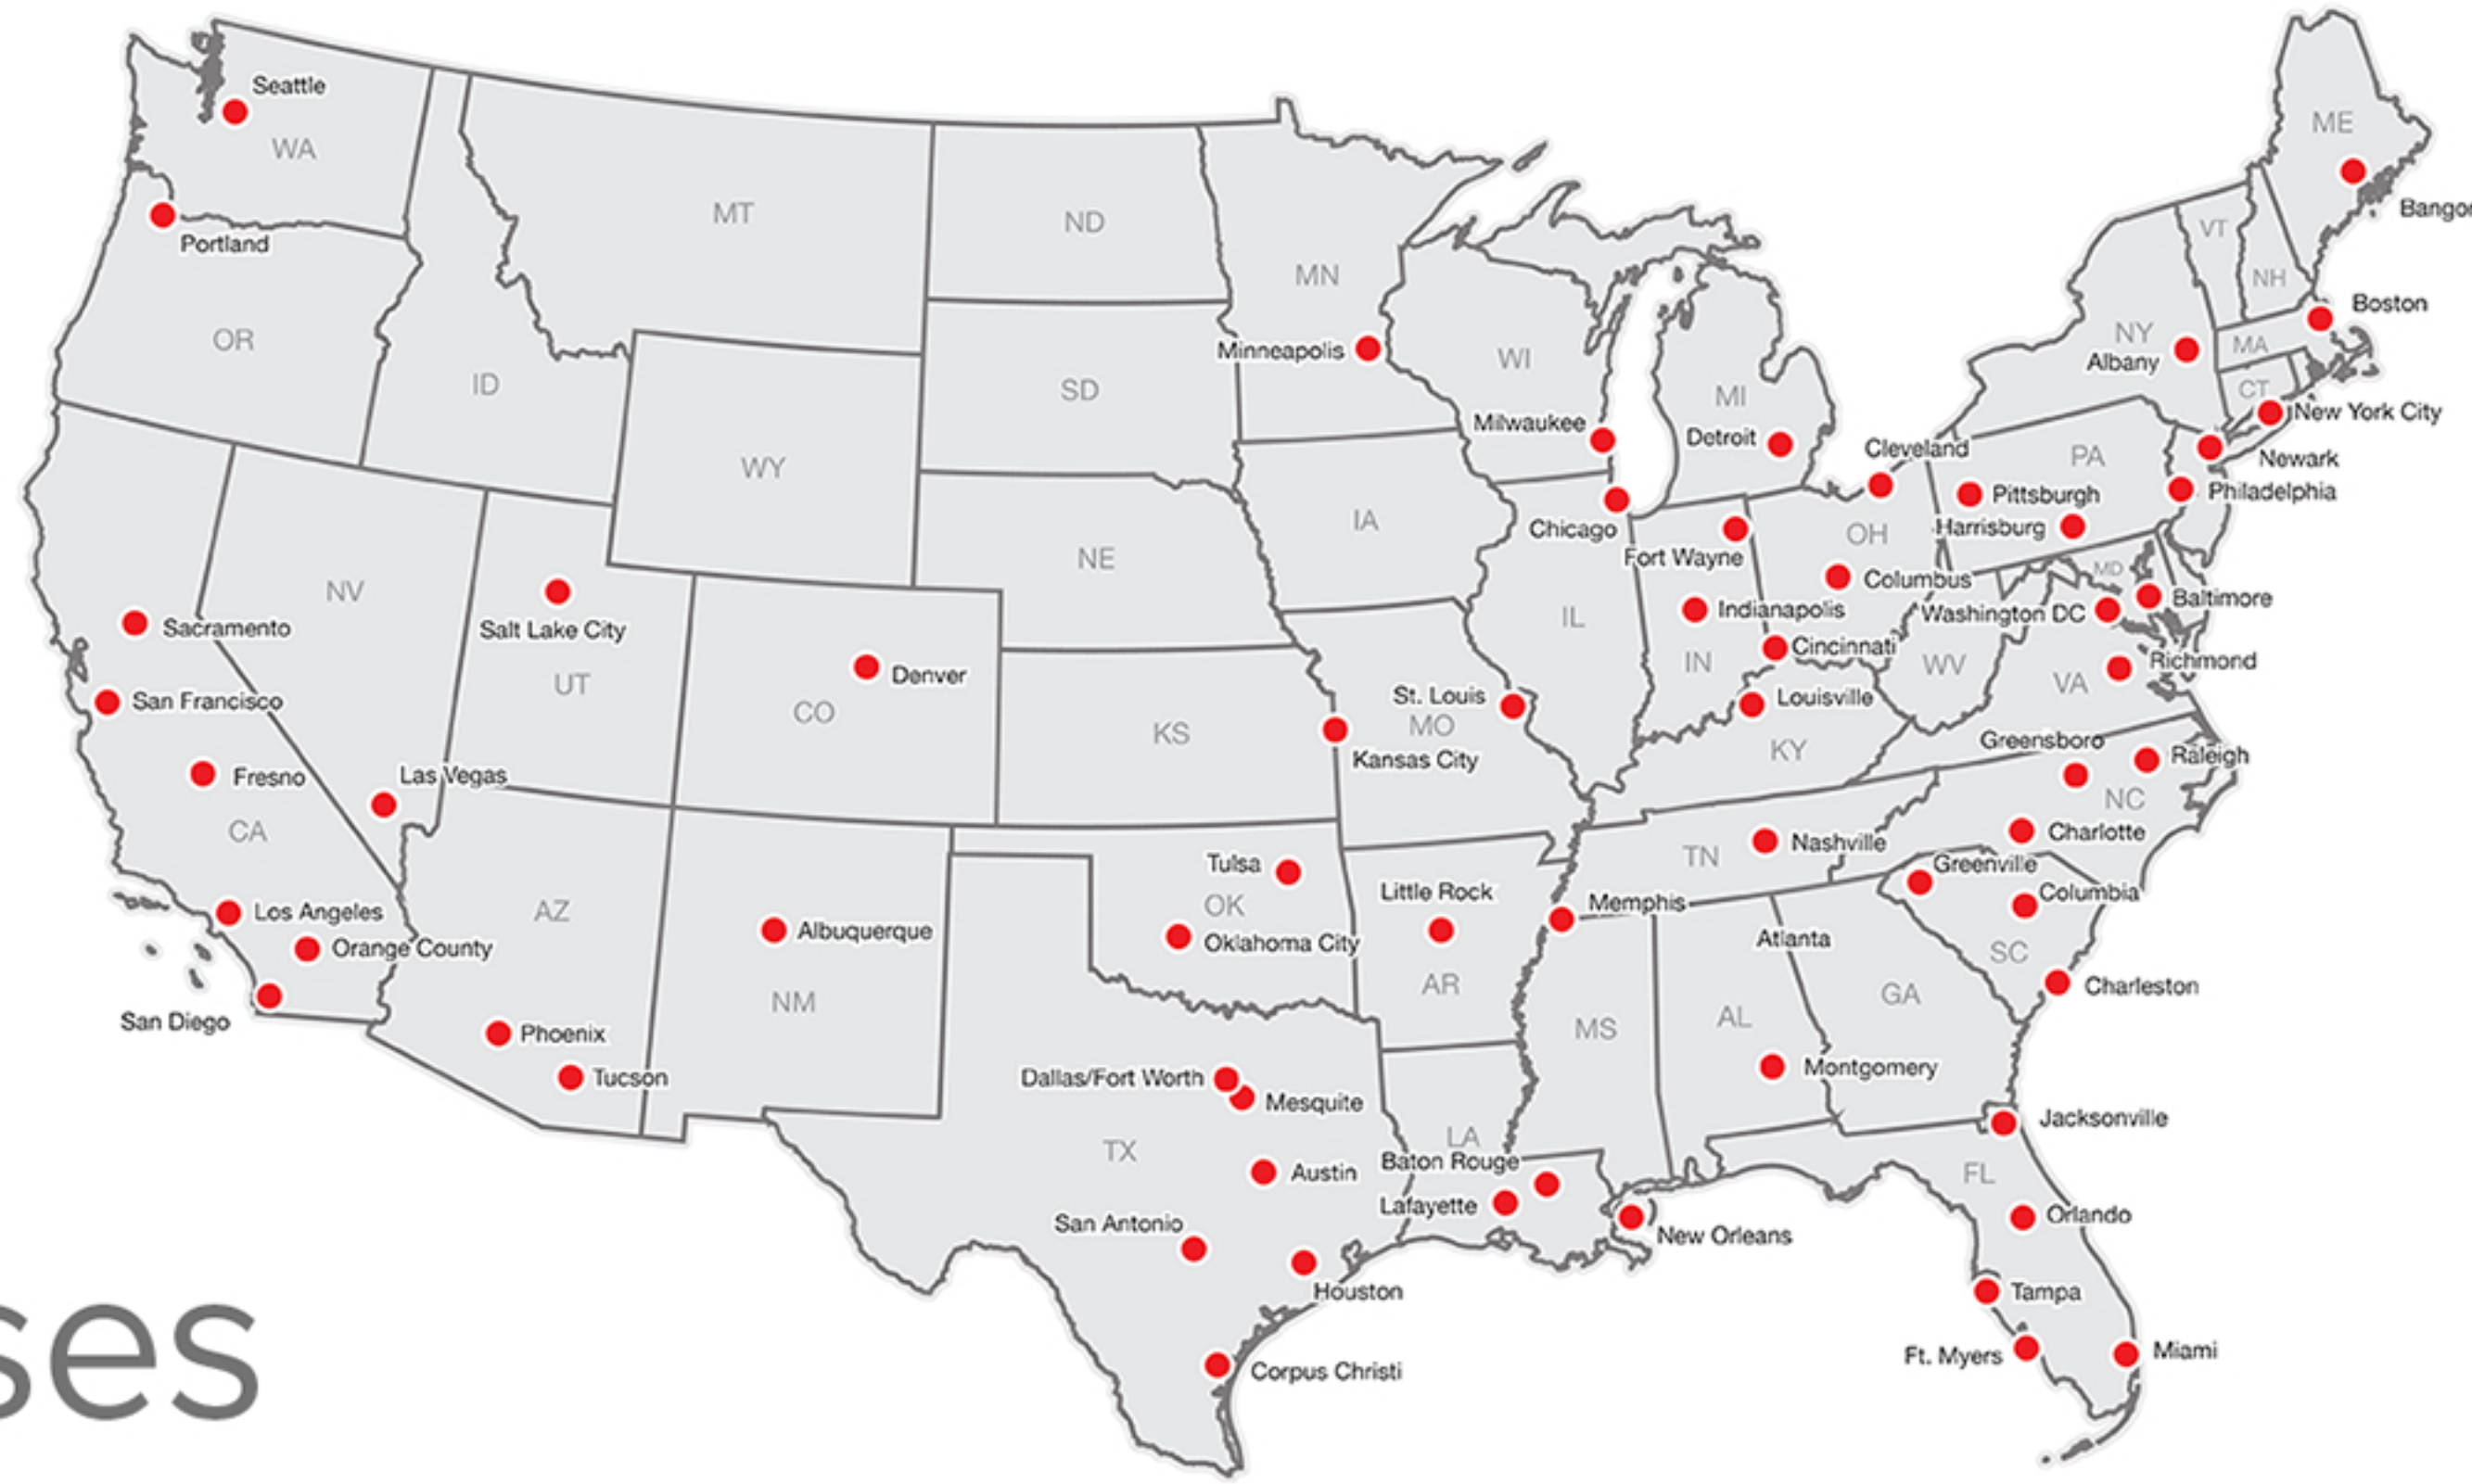 Seattle
WA
ME
Bangor
MT
ND
VT
Portland
MN
NH
Boston
OR
NY
Minneapolis
MA
WI
Albany
ID
SD
CT
MI
New York City
Milwaukee
Detroit
Cleveland
PA
Newark
WY
Pittsburgh
Philadelphia
IA
Chicago
Harrisburg
OH
Fort Wayne
NE
MD
Columbus
NV
Baltimore
Indianapolis
Washington DC
IL
Sacramento
Salt Lake City
Cincinnati
IN
WV
Richmond
Denver
UT
VA
St. Louis
Louisville
San Francisco
CO
MO
KS
Greensboro
KY
Raleigh
Kansas City
Las Vegas
Fresno
NC
CA
Charlotte
Nashville
TN
Tulsa
Greenville
Little Rock
Columbia
Memphis
OK
AZ
Los Angeles
Albuquerque
Atlanta
Oklahoma City
Orange County
SC
AR
Charleston
GA
NM
AL
San Diego
MS
Phoenix
Montgomery
Tucson
Dallas/Fort Worth
Mesquite
Jacksonville
LA
TX
Baton Rouge
Austin
FL
Lafayette
Orlando
San Antonio
New Orleans
Houston
Tampa
Miami
Ft. Myers
Corpus Christi
ses